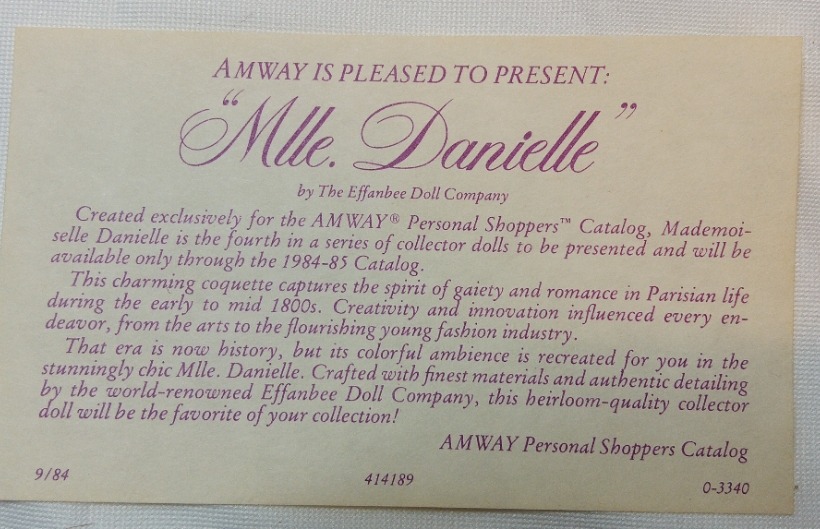 AMWAY IS PLEASED TO PRESENT:
"Mlle. Danielle"
by The Effanbee Doll Company
Created exclusively for the AMWAY® Personal Shoppers™ Catalog, Mademoi-
selle Danielle is the fourth in a series of collector dolls to be presented and will be
available only through the 1984-85 Catalog.
This charming coquette captures the spirit of gaiety and romance in Parisian life
during the early to mid 1800s. Creativity and innovation influenced every en-
deavor, from the arts to the flourishing young fashion industry.
That era is now history, but its colorful ambience is recreated for you in the
stunningly chic Mlle. Danielle. Crafted with finest materials and authentic detailing
by the world-renowned Effanbee Doll Company, this heirloom-quality collector
doll will be the favorite of your collection!
AMWAY Personal Shoppers Catalog
9/84 414189 0-3340